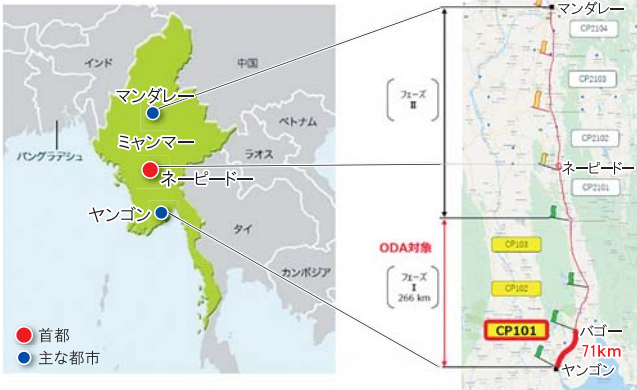 インド
中国
マンダレー
ベトナム
ミャンマー
バングラデシュ
ラオス
ネーピードー
ヤンゴン
タイ
カンボジア
首都
主な都市
マンダレー
CP2104
CP2103
フェーズ
II
CP2102
ネーピードー
CP2101
ODA対象
CP103
フェーズ
I
266 km
CP102
CP101
バゴー
71km
ヤンゴン